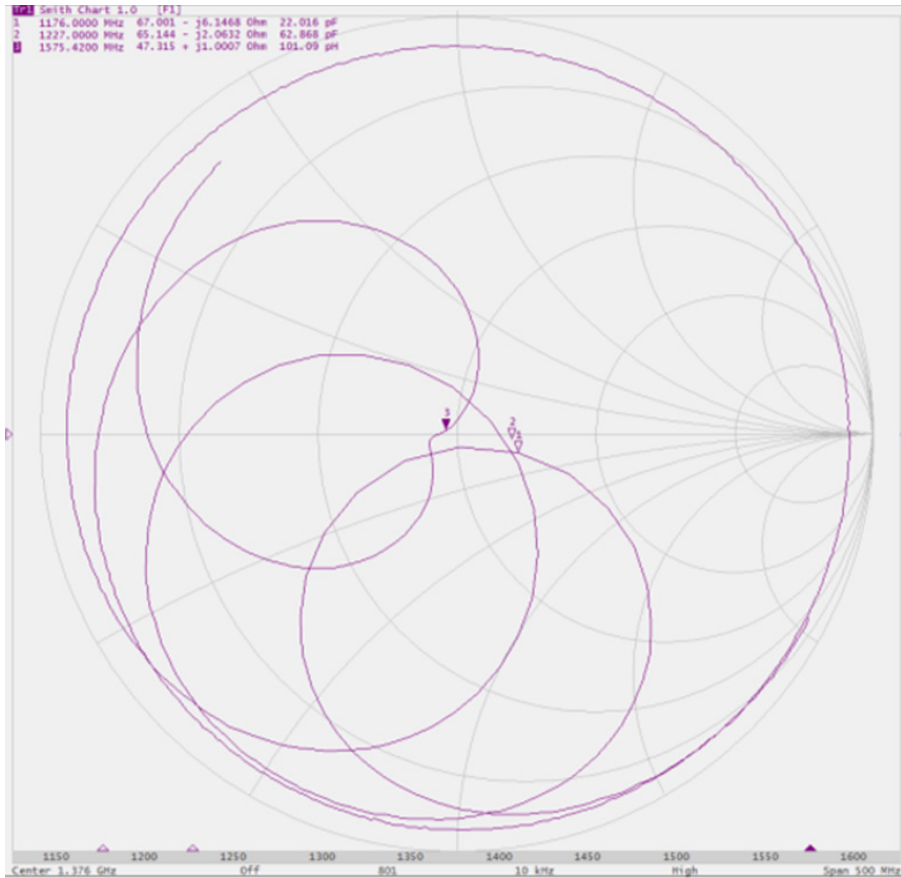 Tr1 Smith Chart 1.0 [F1]
1 1176.0000 MHz 67.001 - j6.1468 Ohm 22.016 pF
2 1227.0000 MHz 65.144 - j2.0632 Ohm 62.868 pF
3 1575.4200 MHz 47.315 + j1.0007 Ohm 101.09 pH
3
2
1150 1200 1250 1300 1350 1400 1450 1500 1550 1600
Center 1.376 GHz Off 801 10 kHz High Span 500 MHz